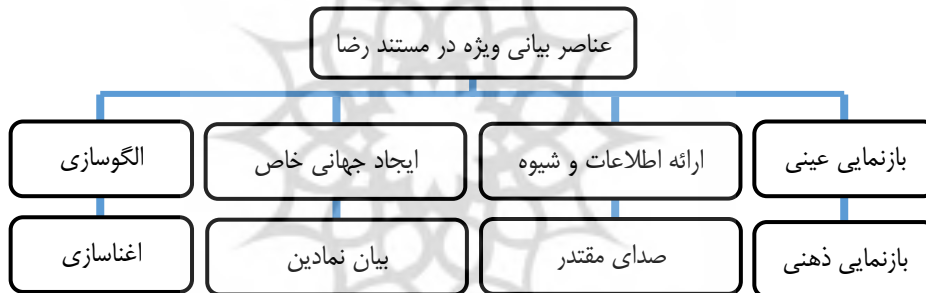 عناصر بیانی ویژه در مستند رضا
بازنمایی عینی
ارائه اطلاعات و شیوه
ایجاد جهانی خاص
الگوسازی
بازنمایی ذهنی
صدای مقتدر
بیان نمادین
اغناسازی